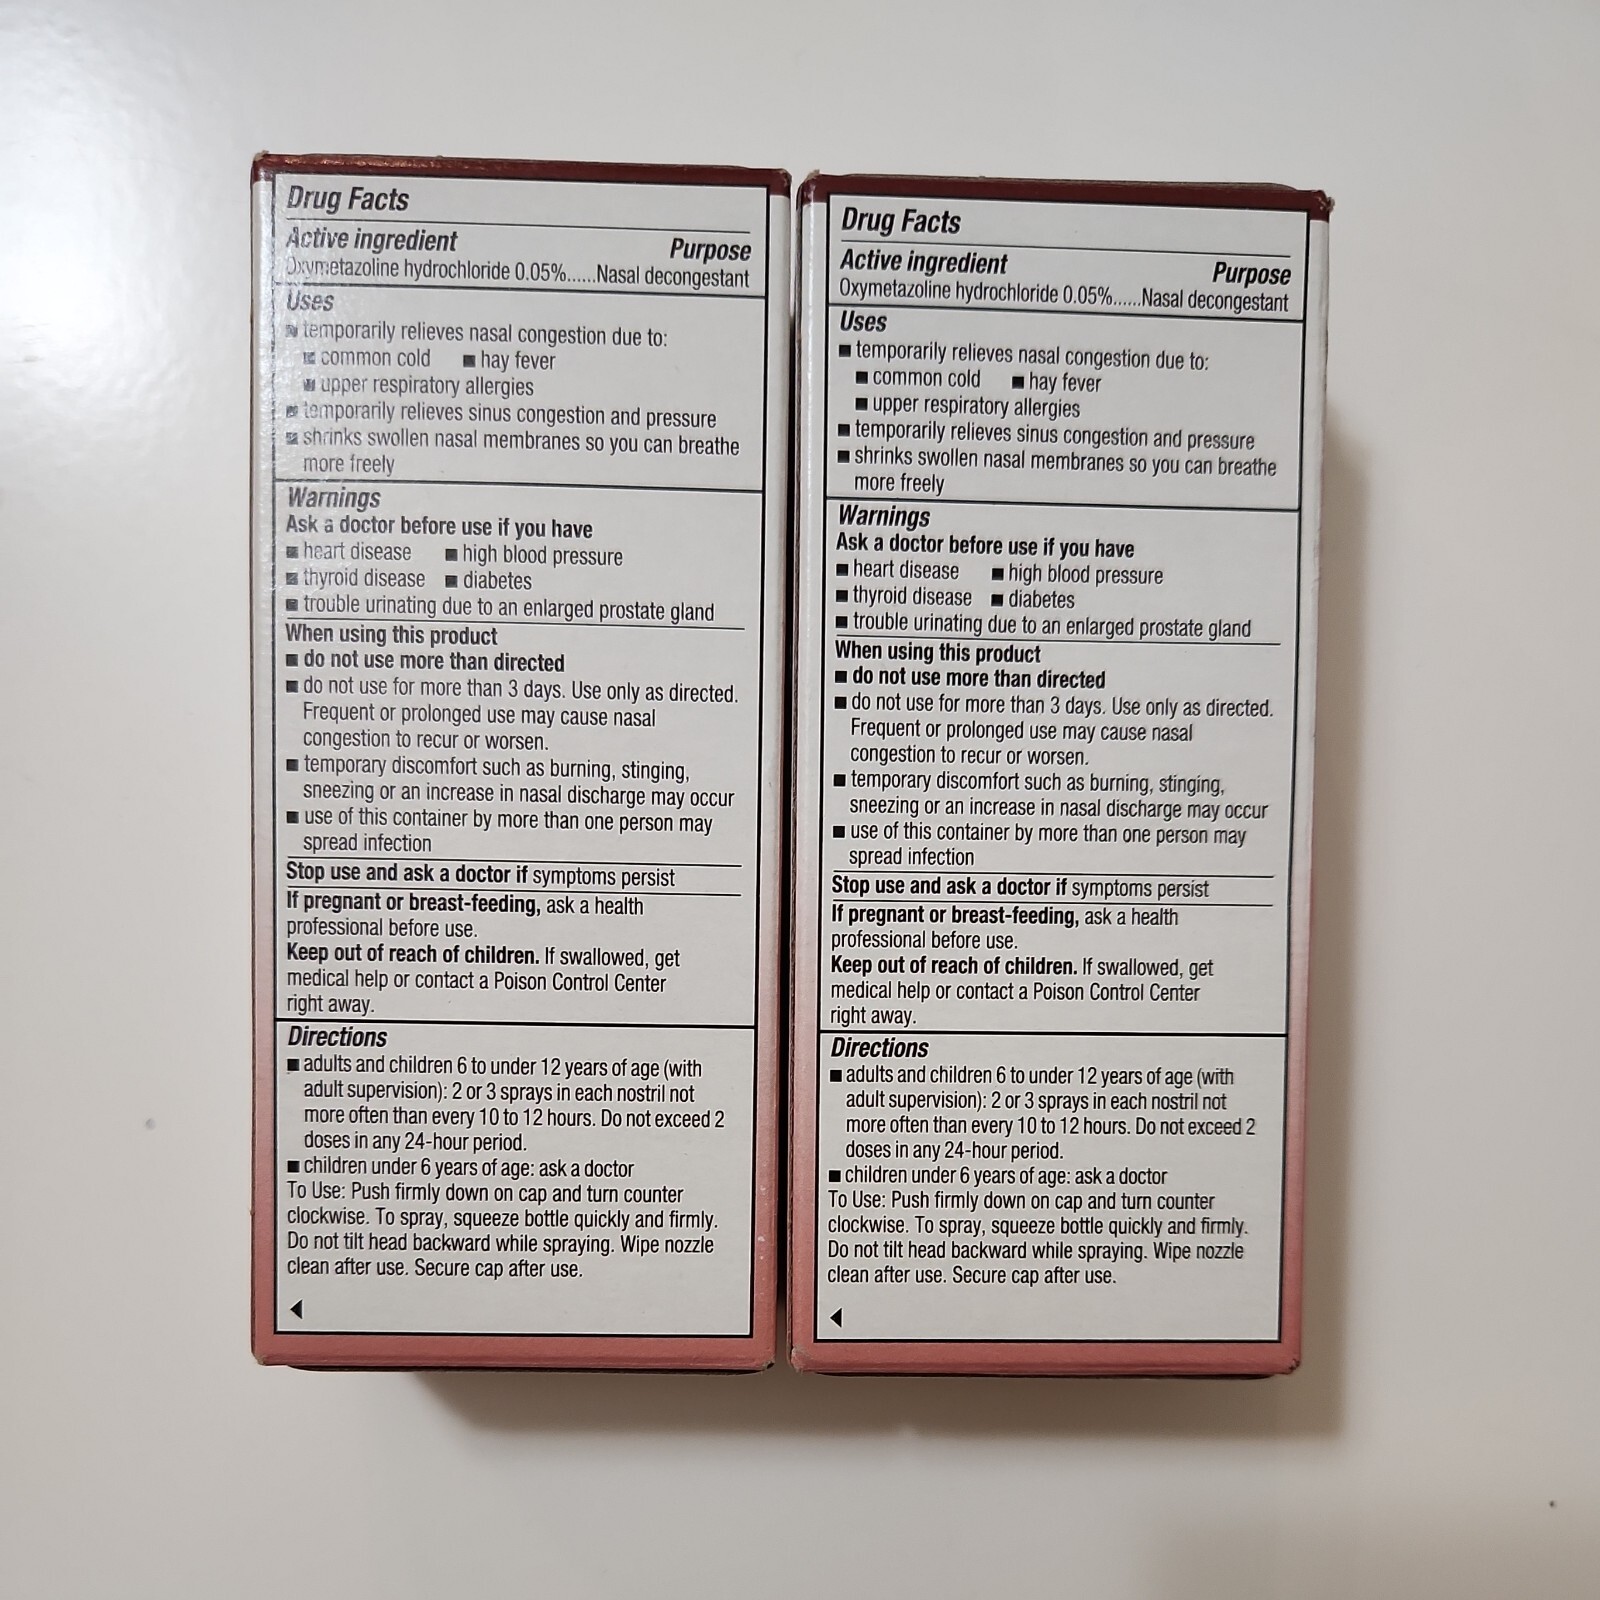 Drug Facts
Active ingredient Purpose
Oxymetazoline hydrochloride 0.05%......Nasal decongestant
Uses
■ temporarily relieves nasal congestion due to:
■ common cold ■ hay fever
■ upper respiratory allergies
■ temporarily relieves sinus congestion and pressure
■ shrinks swollen nasal membranes so you can breathe
more freely
Warnings
Ask a doctor before use if you have
■ heart disease ■ high blood pressure
■ thyroid disease ■ diabetes
■ trouble urinating due to an enlarged prostate gland
When using this product
■ do not use more than directed
■ do not use for more than 3 days. Use only as directed.
Frequent or prolonged use may cause nasal
congestion to recur or worsen.
■ temporary discomfort such as burning, stinging,
sneezing or an increase in nasal discharge may occur
■ use of this container by more than one person may
spread infection
Stop use and ask a doctor if symptoms persist
If pregnant or breast-feeding, ask a health
professional before use.
Keep out of reach of children. If swallowed, get
medical help or contact a Poison Control Center
right away.
Directions
■ adults and children 6 to under 12 years of age (with
adult supervision): 2 or 3 sprays in each nostril not
more often than every 10 to 12 hours. Do not exceed 2
doses in any 24-hour period.
■ children under 6 years of age: ask a doctor
To Use: Push firmly down on cap and turn counter
clockwise. To spray, squeeze bottle quickly and firmly.
Do not tilt head backward while spraying. Wipe nozzle
clean after use. Secure cap after use.
Drug Facts
Active ingredient Purpose
Oxymetazoline hydrochloride 0.05%......Nasal decongestant
Uses
■ temporarily relieves nasal congestion due to:
■ common cold ■ hay fever
■ upper respiratory allergies
■ temporarily relieves sinus congestion and pressure
■ shrinks swollen nasal membranes so you can breathe
more freely
Warnings
Ask a doctor before use if you have
■ heart disease ■ high blood pressure
■ thyroid disease ■ diabetes
■ trouble urinating due to an enlarged prostate gland
When using this product
■ do not use more than directed
■ do not use for more than 3 days. Use only as directed.
Frequent or prolonged use may cause nasal
congestion to recur or worsen.
■ temporary discomfort such as burning, stinging,
sneezing or an increase in nasal discharge may occur
■ use of this container by more than one person may
spread infection
Stop use and ask a doctor if symptoms persist
If pregnant or breast-feeding, ask a health
professional before use.
Keep out of reach of children. If swallowed, get
medical help or contact a Poison Control Center
right away.
Directions
■ adults and children 6 to under 12 years of age (with
adult supervision): 2 or 3 sprays in each nostril not
more often than every 10 to 12 hours. Do not exceed 2
doses in any 24-hour period.
■ children under 6 years of age: ask a doctor
To Use: Push firmly down on cap and turn counter
clockwise. To spray, squeeze bottle quickly and firmly.
Do not tilt head backward while spraying. Wipe nozzle
clean after use. Secure cap after use.